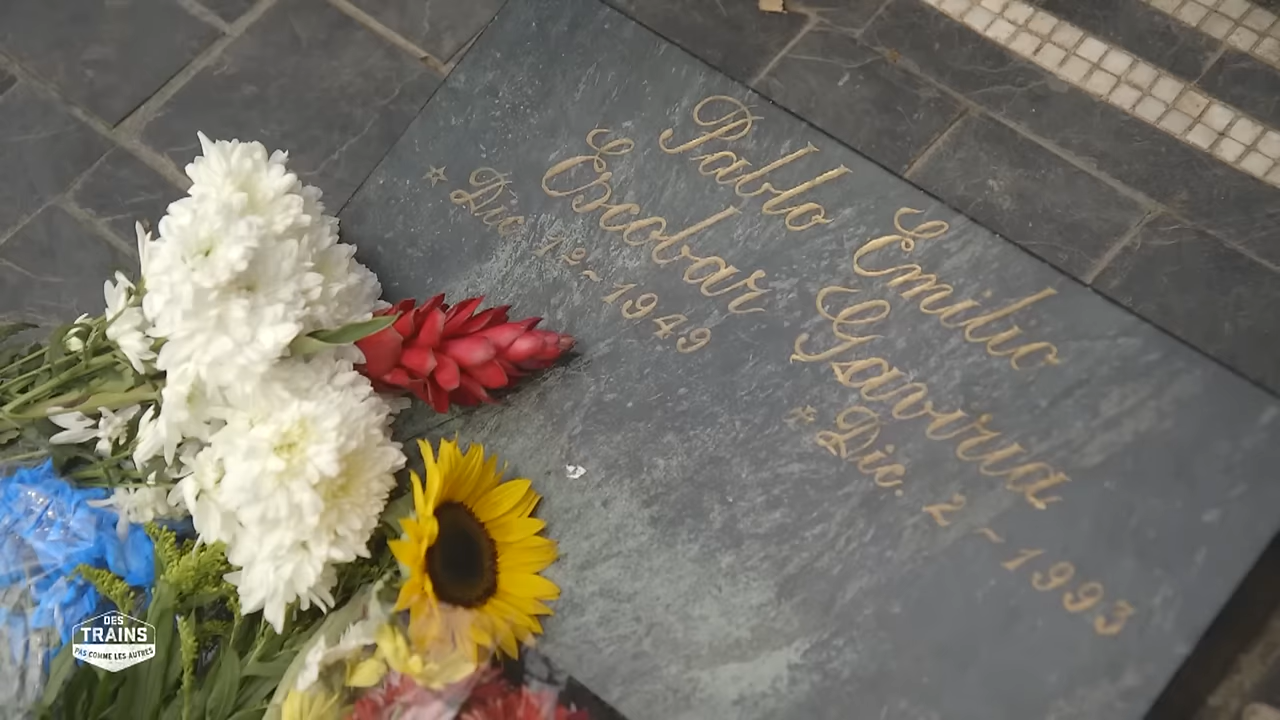 Pablo Emilio
Escobar Gaviria
* Dic 1º~1949
* Dic. 2~1993
DES
TRAINS
PAS COMME LES AUTRES